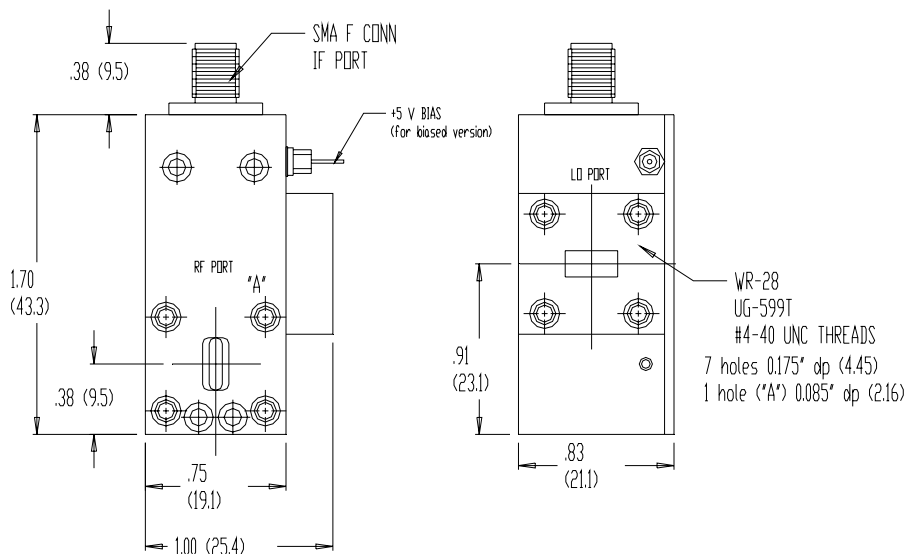 SMA F CONN
IF PORT
.38 (9.5)
+5 V BIAS
(for biased version)
LO PORT
RF PORT
"A"
1.70
(43.3)
.38 (9.5)
.91
(23.1)
WR-28
UG-599T
#4-40 UNC THREADS
7 holes 0.175" dp (4.45)
1 hole ("A") 0.085" dp (2.16)
.75
(19.1)
.83
(21.1)
1.00 (25.4)